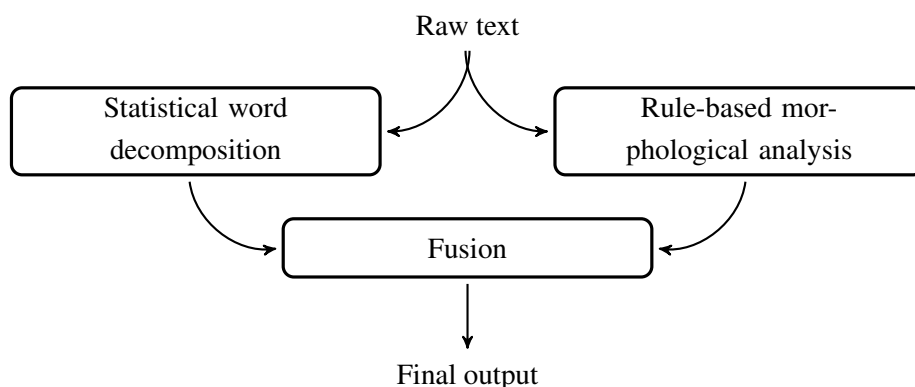 Raw text
Statistical word
decomposition
Rule-based mor-
phological analysis
Fusion
Final output